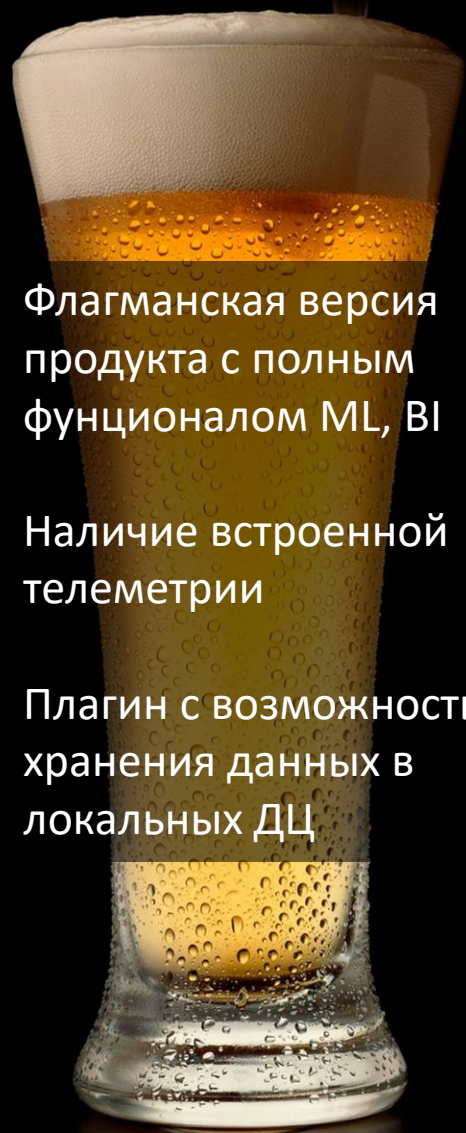 Флагманская версия
продукта с полным
фунционалом ML, BI
Наличие встроенной
телеметрии
Плагин с возможност
хранения данных в
локальных ДЦ